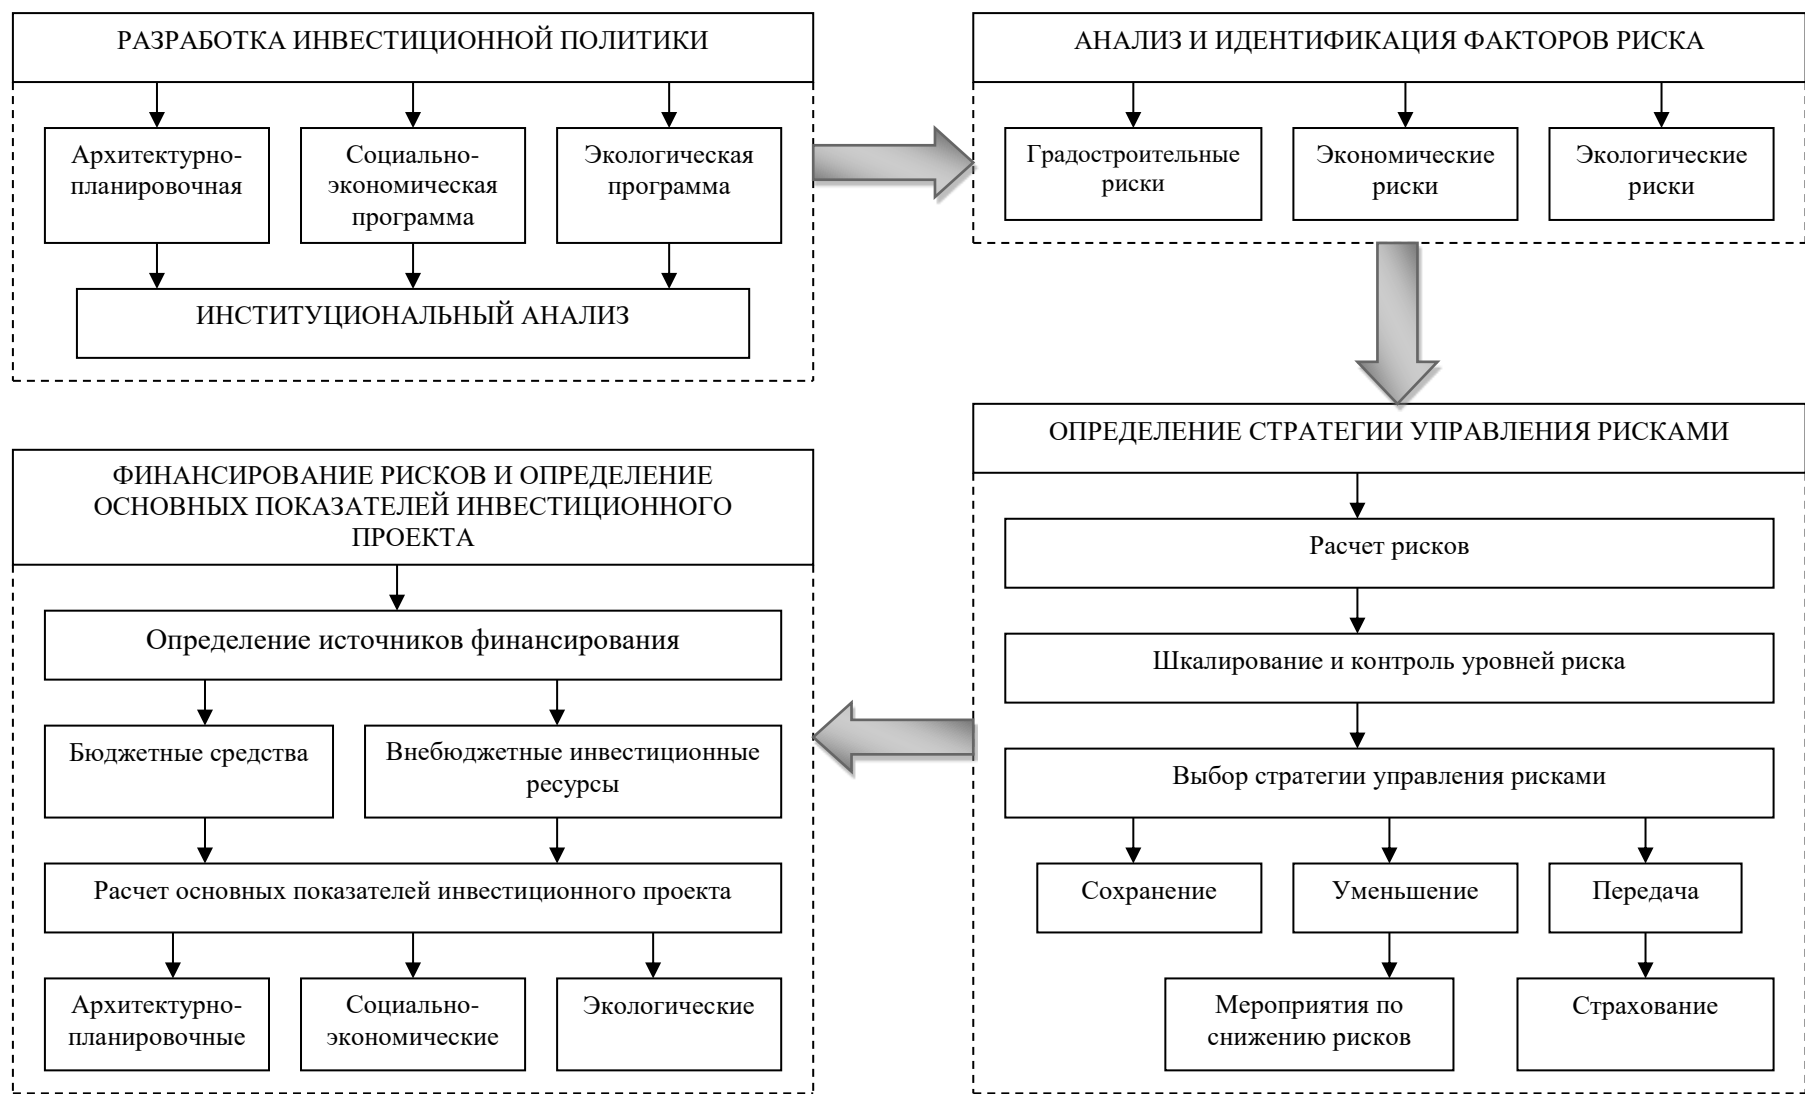 РАЗРАБОТКА ИНВЕСТИЦИОННОЙ ПОЛИТИКИ
Архитектурно-
планировочная
Социально-
экономическая
программа
Экологическая
программа
ИНСТИТУЦИОНАЛЬНЫЙ АНАЛИЗ
АНАЛИЗ И ИДЕНТИФИКАЦИЯ ФАКТОРОВ РИСКА
Градостроительные
риски
Экономические
риски
Экологические
риски
ОПРЕДЕЛЕНИЕ СТРАТЕГИИ УПРАВЛЕНИЯ РИСКАМИ
Расчет рисков
Шкалирование и контроль уровней риска
Выбор стратегии управления рисками
Сохранение
Уменьшение
Передача
Мероприятия по
снижению рисков
Страхование
ФИНАНСИРОВАНИЕ РИСКОВ И ОПРЕДЕЛЕНИЕ
ОСНОВНЫХ ПОКАЗАТЕЛЕЙ ИНВЕСТИЦИОННОГО
ПРОЕКТА
Определение источников финансирования
Бюджетные средства
Внебюджетные инвестиционные
ресурсы
Расчет основных показателей инвестиционного проекта
Архитектурно-
планировочные
Социально-
экономические
Экологические